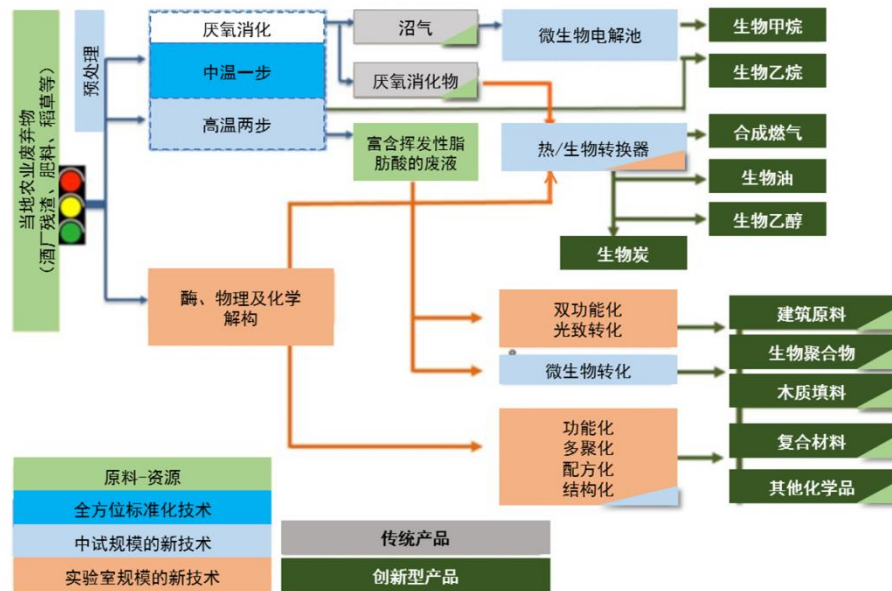 厌氧消化
沼气
微生物电解池
生物甲烷
预处理
中温一步
厌氧消化物
生物乙烷
高温两步
富含挥发性脂
肪酸的废液
热/生物转换器
合成燃气
当地农业废弃物
（酒厂残渣、肥料、稻草等）
生物油
生物乙醇
生物炭
酶、物理及化学
解构
双功能化
光致转化
建筑原料
生物聚合物
微生物转化
木质填料
功能化
多聚化
配方化
结构化
复合材料
其他化学品
原料-资源
全方位标准化技术
中试规模的新技术
实验室规模的新技术
传统产品
创新型产品